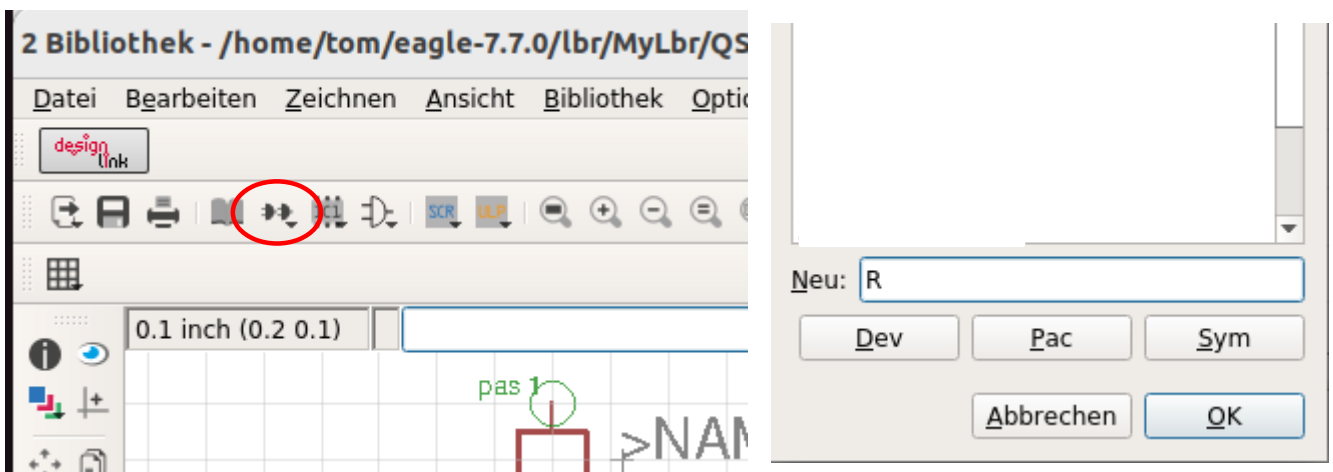 2 Bibliothek - /home/tom/eagle-7.7.0/lbr/MyLbr/QS
Datei Bearbeiten Zeichnen Ansicht Bibliothek Optio
design
link
SCR ULP
0.1 inch (0.2 0.1)
pas 1
>NAM
Neu: R
Dev Pac Sym
Abbrechen OK